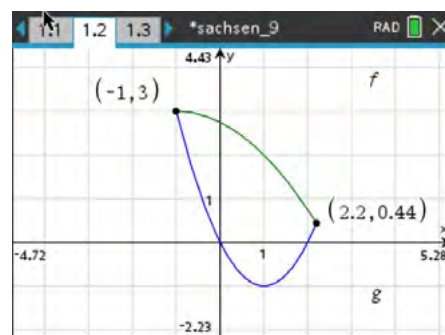 1.1 1.2 1.3 *sachsen_9 RAD
4.43 y
f
(-1,3)
1
(2.2,0.44)
x
-4.72 1 5.28
g
-2.23